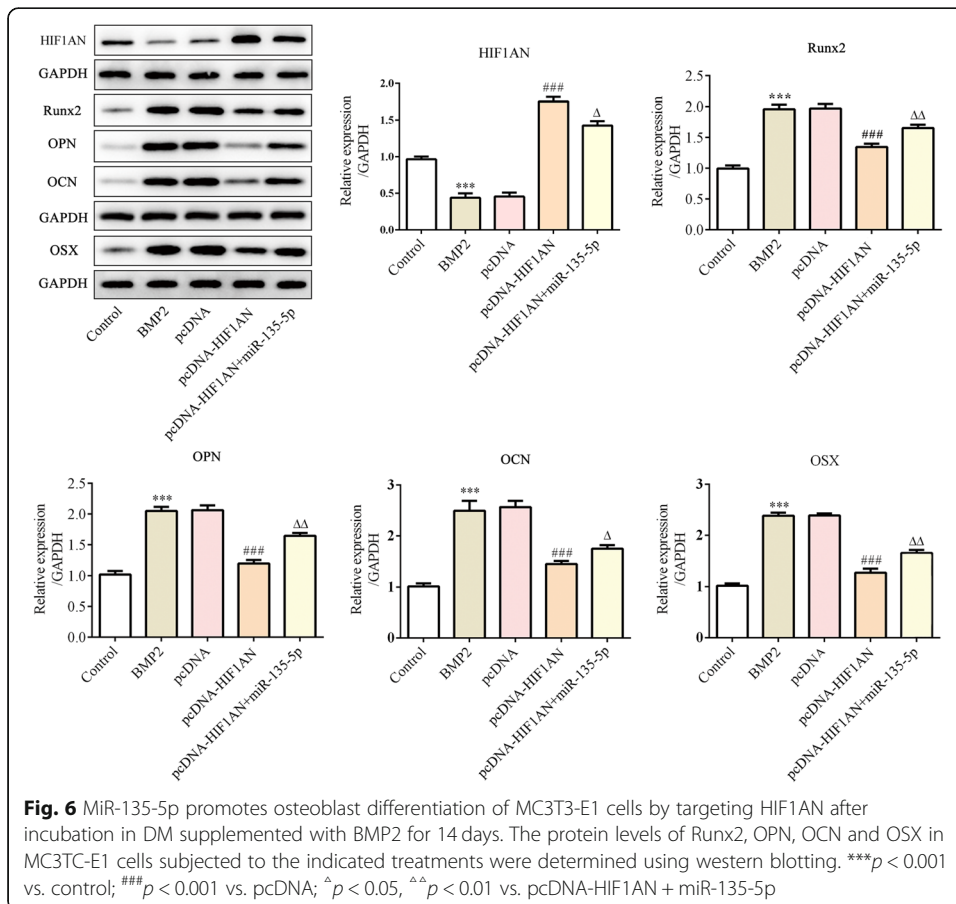 HIF1AN
GAPDH
Runx2
OPN
OCN
GAPDH
OSX
GAPDH
Control
BMP2
pcDNA
pcDNA-HIF1AN
pcDNA-HIF1AN+miR-135-5p
HIF1AN
Relative expression
/GAPDH
2.0
1.5
1.0
0.5
0.0
***
###
Δ
Control
BMP2
pcDNA
pcDNA-HIF1AN
pcDNA-HIF1AN+miR-135-5p
Runx2
Relative expression
/GAPDH
2.5
2.0
1.5
1.0
0.5
0.0
***
###
ΔΔ
Control
BMP2
pcDNA
pcDNA-HIF1AN
pcDNA-HIF1AN+miR-135-5p
OPN
Relative expression
/GAPDH
2.5
2.0
1.5
1.0
0.5
0.0
***
###
ΔΔ
Control
BMP2
pcDNA
pcDNA-HIF1AN
pcDNA-HIF1AN+miR-135-5p
OCN
Relative expression
/GAPDH
3
2
1
0
***
###
Δ
Control
BMP2
pcDNA
pcDNA-HIF1AN
pcDNA-HIF1AN+miR-135-5p
OSX
Relative expression
/GAPDH
3
2
1
0
***
###
ΔΔ
Control
BMP2
pcDNA
pcDNA-HIF1AN
pcDNA-HIF1AN+miR-135-5p
Fig. 6 MiR-135-5p promotes osteoblast differentiation of MC3T3-E1 cells by targeting HIF1AN after
incubation in DM supplemented with BMP2 for 14 days. The protein levels of Runx2, OPN, OCN and OSX in
MC3TC-E1 cells subjected to the indicated treatments were determined using western blotting. ***p < 0.001
vs. control; ###p < 0.001 vs. pcDNA; Δp < 0.05, ΔΔp < 0.01 vs. pcDNA-HIF1AN + miR-135-5p